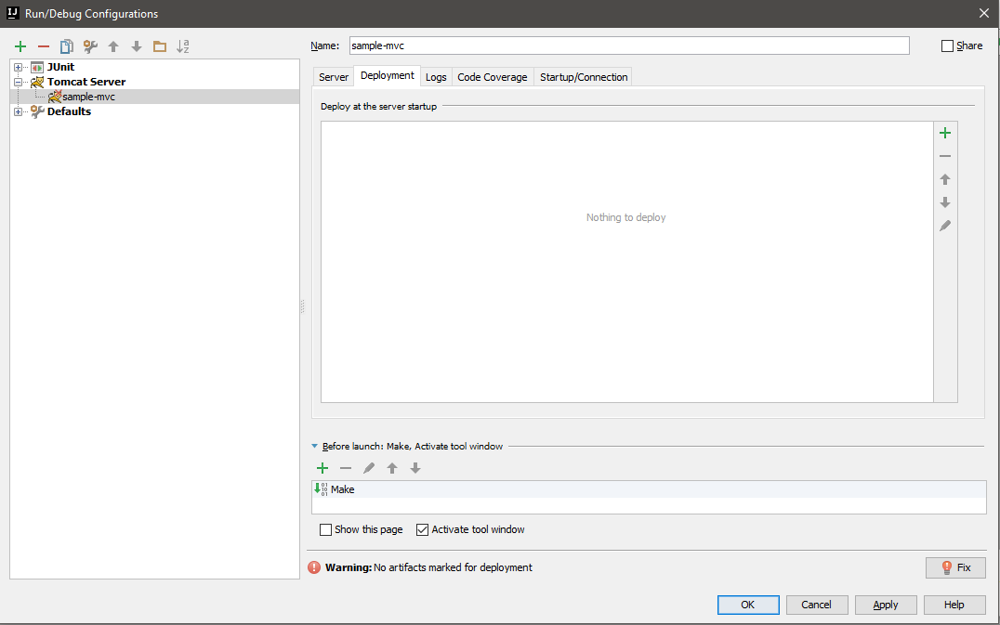 IJ Run/Debug Configurations
Name: sample-mvc Share
JUnit
Tomcat Server
sample-mvc
Defaults
Server Deployment Logs Code Coverage Startup/Connection
Deploy at the server startup
Nothing to deploy
Before launch: Make, Activate tool window
Make
Show this page Activate tool window
Warning: No artifacts marked for deployment Fix
OK Cancel Apply Help